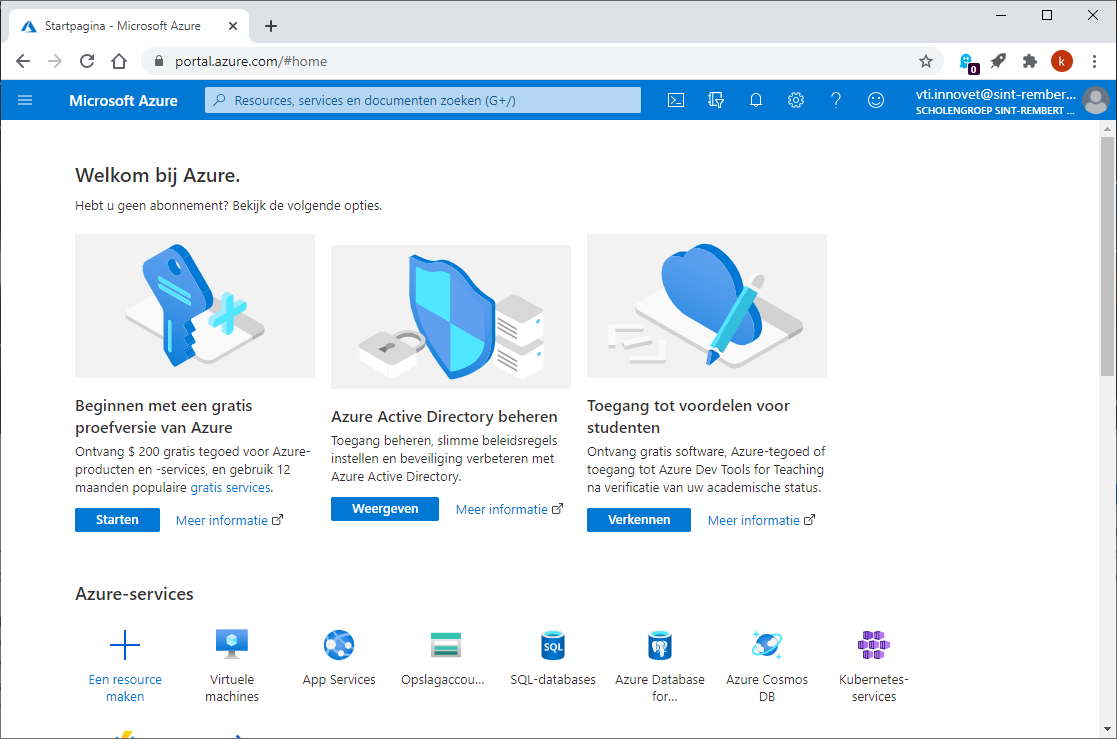 Startpagina - Microsoft Azure
portal.azure.com/#home
0
k
Microsoft Azure
Resources, services en documenten zoeken (G+/)
vti.innovet@sint-rember...
SCHOLENGROEP SINT-REMBERT ...
Welkom bij Azure.
Hebt u geen abonnement? Bekijk de volgende opties.
Beginnen met een gratis
proefversie van Azure
Ontvang $ 200 gratis tegoed voor Azure-
producten en -services, en gebruik 12
maanden populaire gratis services.
Starten
Meer informatie
Azure Active Directory beheren
Toegang beheren, slimme beleidsregels
instellen en beveiliging verbeteren met
Azure Active Directory.
Weergeven
Meer informatie
Toegang tot voordelen voor
studenten
Ontvang gratis software, Azure-tegoed of
toegang tot Azure Dev Tools for Teaching
na verificatie van uw academische status.
Verkennen
Meer informatie
Azure-services
SQL
Een resource
maken
Virtuele
machines
App Services
Opslagaccou...
SQL-databases
Azure Database
for...
Azure Cosmos
DB
Kubernetes-
services